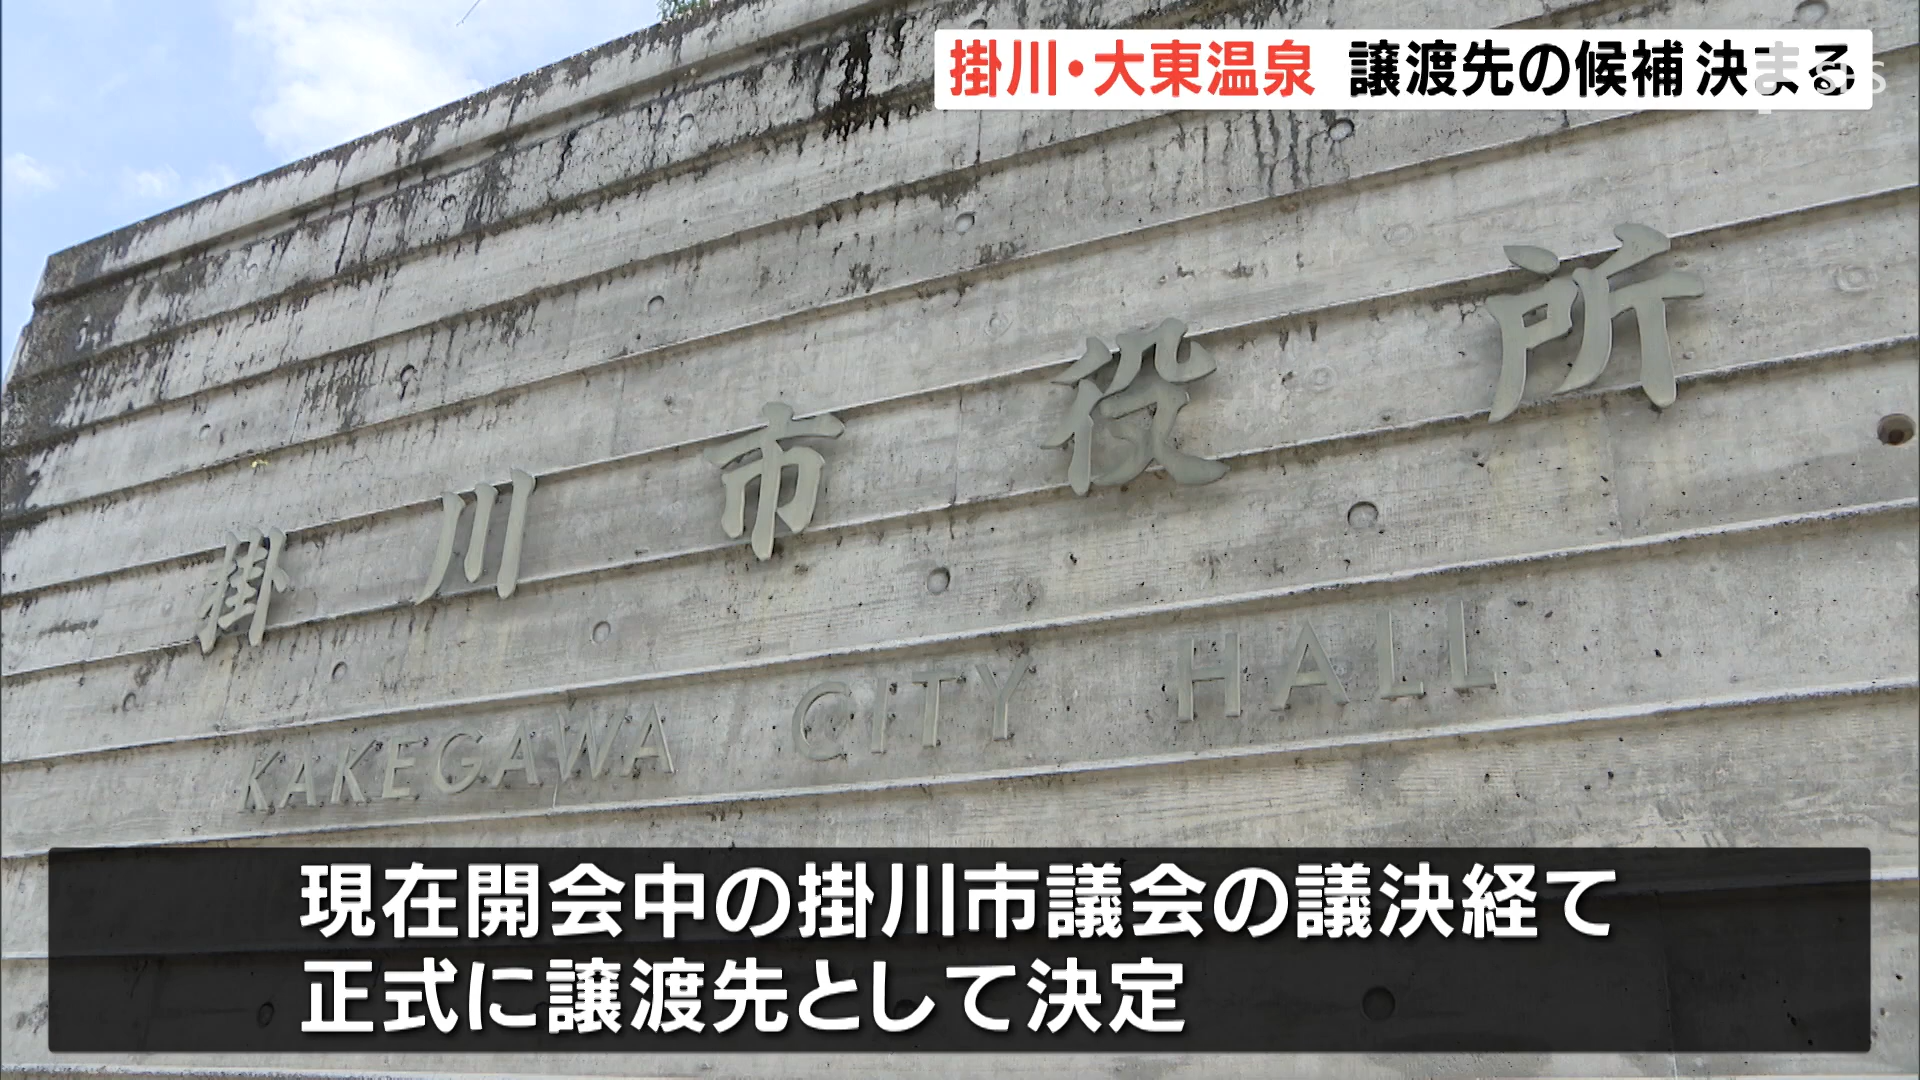 掛川・大東温泉 譲渡先の候補決まる
掛川市役所
KAKEGAWA CITY HALL
現在開会中の掛川市議会の議決経て
正式に譲渡先として決定